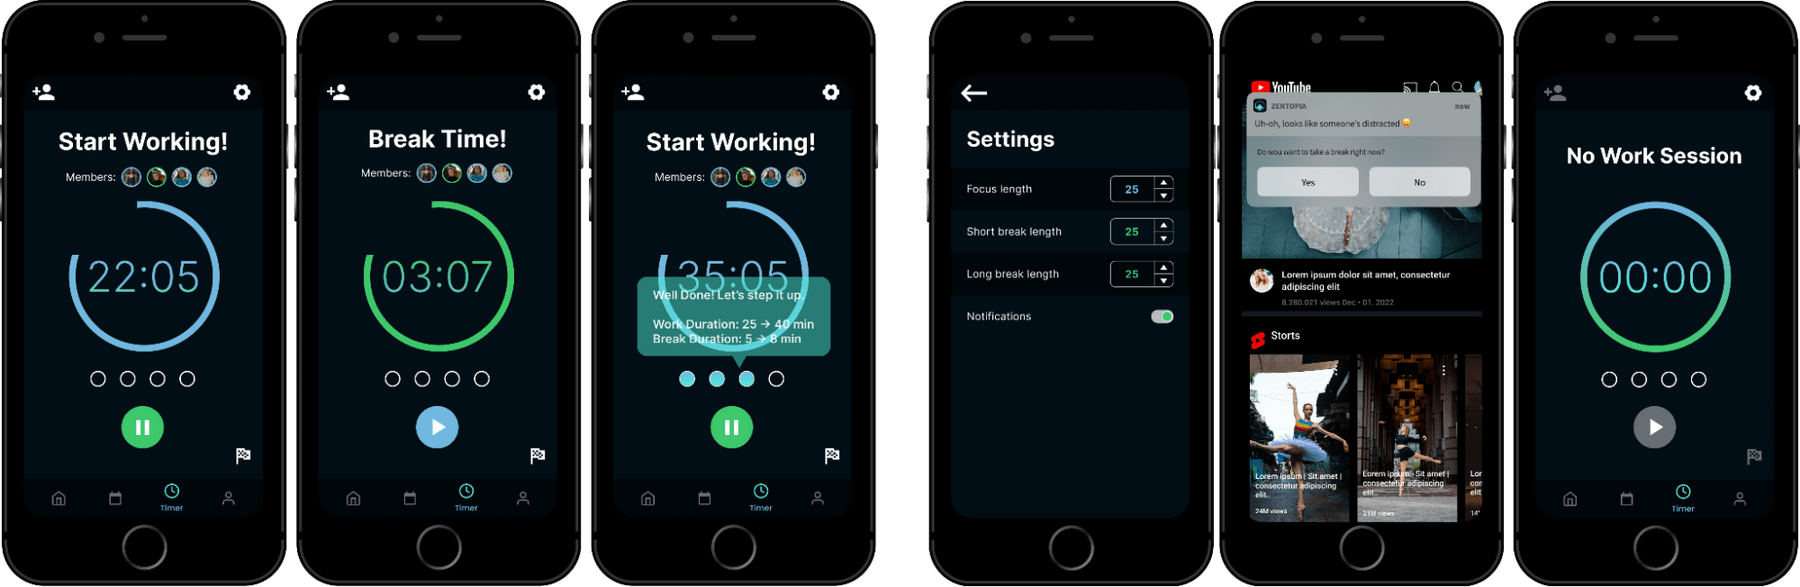 Start Working!
Members:
22:05
Timer
Break Time!
Members:
03:07
Timer
Start Working!
Members:
35:05
Well Done! Let's step it up.
Work Duration: 25 → 40 min
Break Duration: 5 → 8 min
Timer
Settings
Focus length 25
Short break length 25
Long break length 25
Notifications
YouTube
ZENTOPIA now
Uh-oh, looks like someone's distracted 😄
Do wou want to take a break right now?
Yes No
Lorem ipsum dolor sit amet, consectetur
adipiscing elit
8.280.021 views Dec • 01. 2022
Storts
Lorem ipsum | Sit amet |
consectetur adipiscing
elit..
24M views
Lorem ipsum | Sit amet |
consectetur adipiscing
elit..
21M views
Lor
con
elit.
14"
No Work Session
00:00
Timer